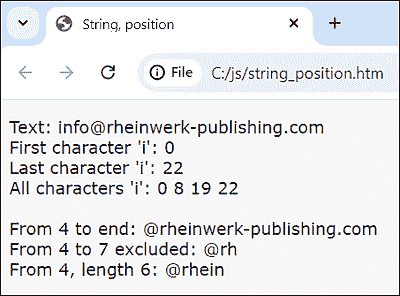 String, position
File C:/js/string_position.htm
Text: info@rheinwerk-publishing.com
First character 'i': 0
Last character 'i': 22
All characters 'i': 0 8 19 22
From 4 to end: @rheinwerk-publishing.com
From 4 to 7 excluded: @rh
From 4, length 6: @rhein